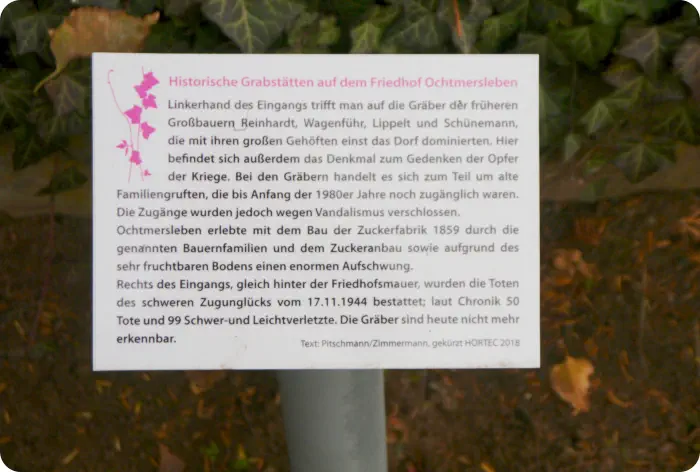 Historische Grabstätten auf dem Friedhof Ochtmersleben
Linkerhand des Eingangs trifft man auf die Gräber der früheren
Großbauern Reinhardt, Wagenführ, Lippelt und Schünemann,
die mit ihren großen Gehöften einst das Dorf dominierten. Hier
befindet sich außerdem das Denkmal zum Gedenken der Opfer
der Kriege. Bei den Gräbern handelt es sich zum Teil um alte
Familiengruften, die bis Anfang der 1980er Jahre noch zugänglich waren.
Die Zugänge wurden jedoch wegen Vandalismus verschlossen.
Ochtmersleben erlebte mit dem Bau der Zuckerfabrik 1859 durch die
genannten Bauernfamilien und dem Zuckeranbau sowie aufgrund des
sehr fruchtbaren Bodens einen enormen Aufschwung.
Rechts des Eingangs, gleich hinter der Friedhofsmauer, wurden die Toten
des schweren Zugunglücks vom 17.11.1944 bestattet; laut Chronik 50
Tote und 99 Schwer-und Leichtverletzte. Die Gräber sind heute nicht mehr
erkennbar.
Text: Pitschmann/Zimmermann, gekürzt HORTEC 2018